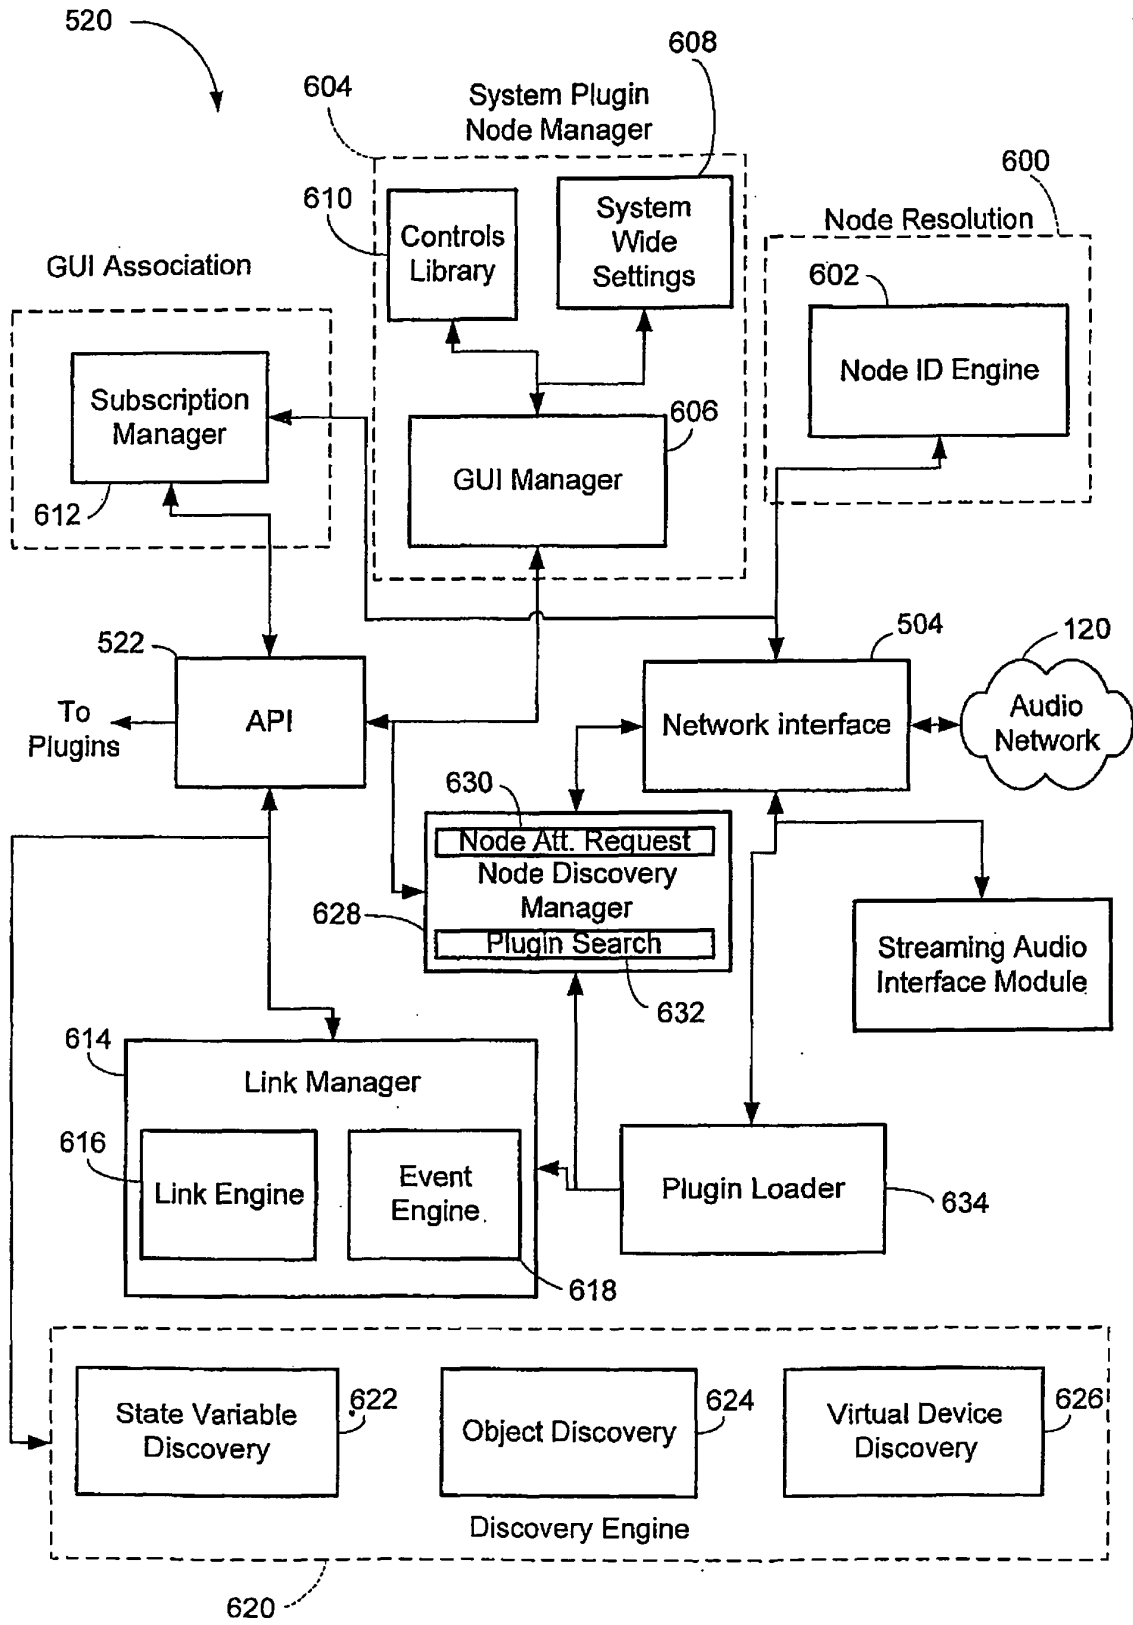 520
608
604
System Plugin
Node Manager
600
610
Controls
Library
System
Wide
Settings
Node Resolution
GUI Association
602
Node ID Engine
Subscription
Manager
606
GUI Manager
612
522
504
120
API
To
Plugins
Network interface
Audio
Network
630
Node Att. Request
Node Discovery
Manager
628
Plugin Search
632
Streaming Audio
Interface Module
614
Link Manager
616
Link Engine
Event
Engine
618
Plugin Loader
634
State Variable
Discovery
622
Object Discovery
624
Virtual Device
Discovery
626
Discovery Engine
620